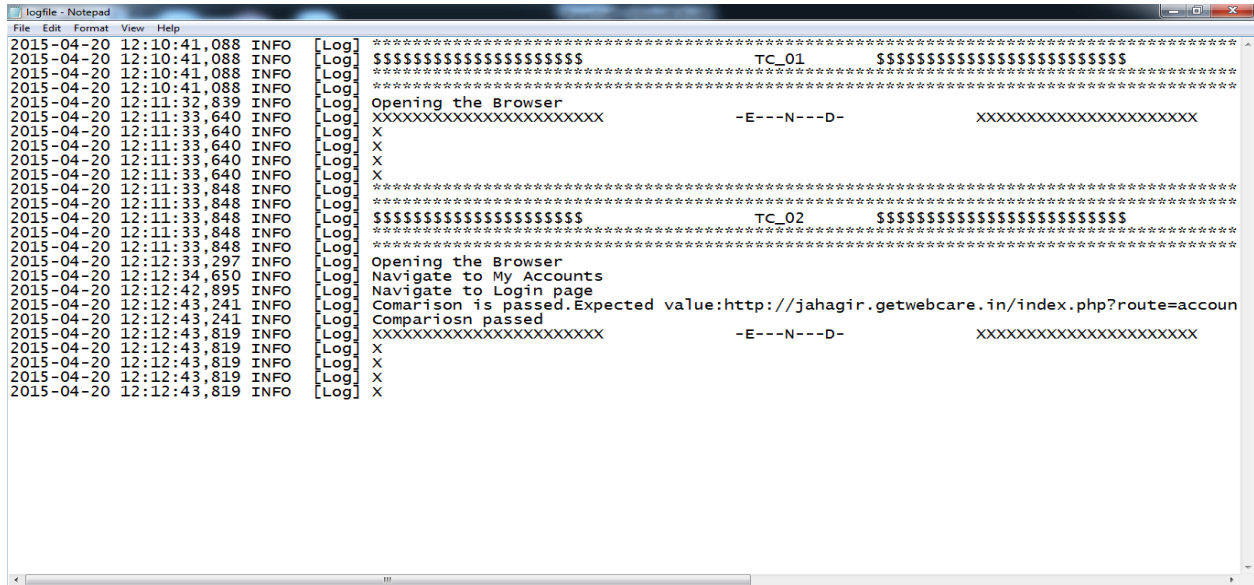 logfile - Notepad
File Edit Format View Help
2015-04-20 12:10:41,088 INFO [Log] **************************************************************************************
2015-04-20 12:10:41,088 INFO [Log] $$$$$$$$$$$$$$$$$$$$$ TC_01 $$$$$$$$$$$$$$$$$$$$$$$$$
2015-04-20 12:10:41,088 INFO [Log] **************************************************************************************
2015-04-20 12:10:41,088 INFO [Log] **************************************************************************************
2015-04-20 12:11:32,839 INFO [Log] Opening the Browser
2015-04-20 12:11:33,640 INFO [Log] XXXXXXXXXXXXXXXXXXXXXXX -E---N---D- XXXXXXXXXXXXXXXXXXXXXX
2015-04-20 12:11:33,640 INFO [Log] X
2015-04-20 12:11:33,640 INFO [Log] X
2015-04-20 12:11:33,640 INFO [Log] X
2015-04-20 12:11:33,640 INFO [Log] X
2015-04-20 12:11:33,848 INFO [Log] **************************************************************************************
2015-04-20 12:11:33,848 INFO [Log] **************************************************************************************
2015-04-20 12:11:33,848 INFO [Log] $$$$$$$$$$$$$$$$$$$$$ TC_02 $$$$$$$$$$$$$$$$$$$$$$$$$
2015-04-20 12:11:33,848 INFO [Log] **************************************************************************************
2015-04-20 12:11:33,848 INFO [Log] **************************************************************************************
2015-04-20 12:12:33,297 INFO [Log] Opening the Browser
2015-04-20 12:12:34,650 INFO [Log] Navigate to My Accounts
2015-04-20 12:12:42,895 INFO [Log] Navigate to Login page
2015-04-20 12:12:43,241 INFO [Log] Comarison is passed.Expected value:http://jahagir.getwebcare.in/index.php?route=accoun
2015-04-20 12:12:43,241 INFO [Log] Compariosn passed
2015-04-20 12:12:43,819 INFO [Log] XXXXXXXXXXXXXXXXXXXXXXX -E---N---D- XXXXXXXXXXXXXXXXXXXXXX
2015-04-20 12:12:43,819 INFO [Log] X
2015-04-20 12:12:43,819 INFO [Log] X
2015-04-20 12:12:43,819 INFO [Log] X
2015-04-20 12:12:43,819 INFO [Log] X